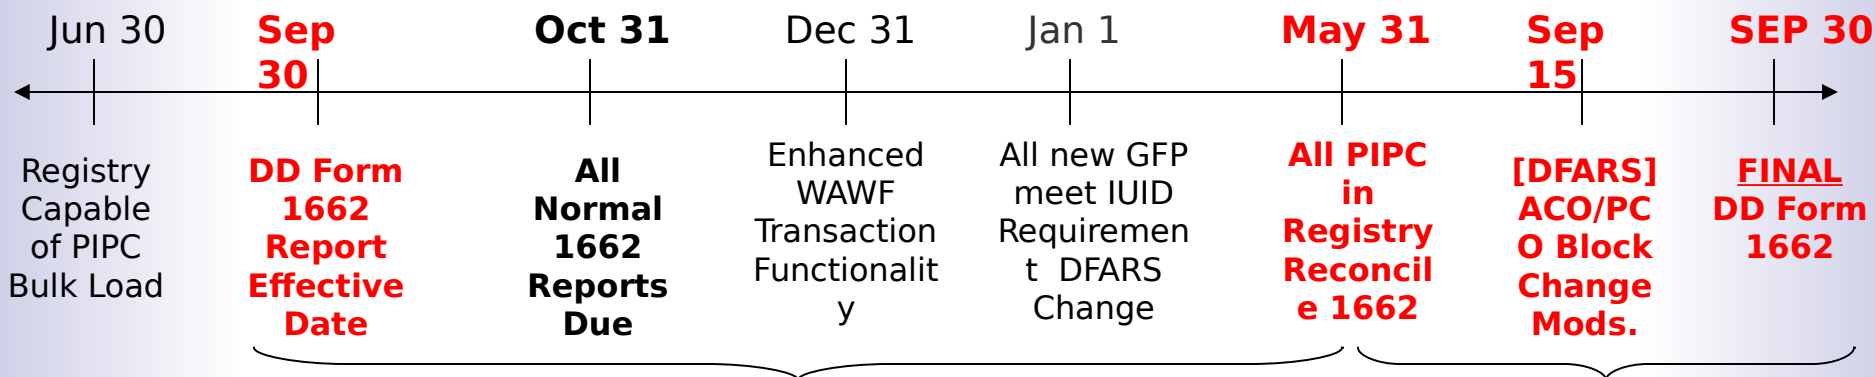 Jun 30
Sep
30
Oct 31
Dec 31
Jan 1
May 31
Sep
15
SEP 30
Registry
Capable
of PIPC
Bulk Load
DD Form
1662
Report
Effective
Date
All
Normal
1662
Reports
Due
Enhanced
WAWF
Transaction
Functionalit
y
All new GFP
meet IUID
Requiremen
t DFARS
Change
All PIPC
in
Registry
Reconcil
e 1662
[DFARS]
ACO/PC
O Block
Change
Mods.
FINAL
DD Form
1662